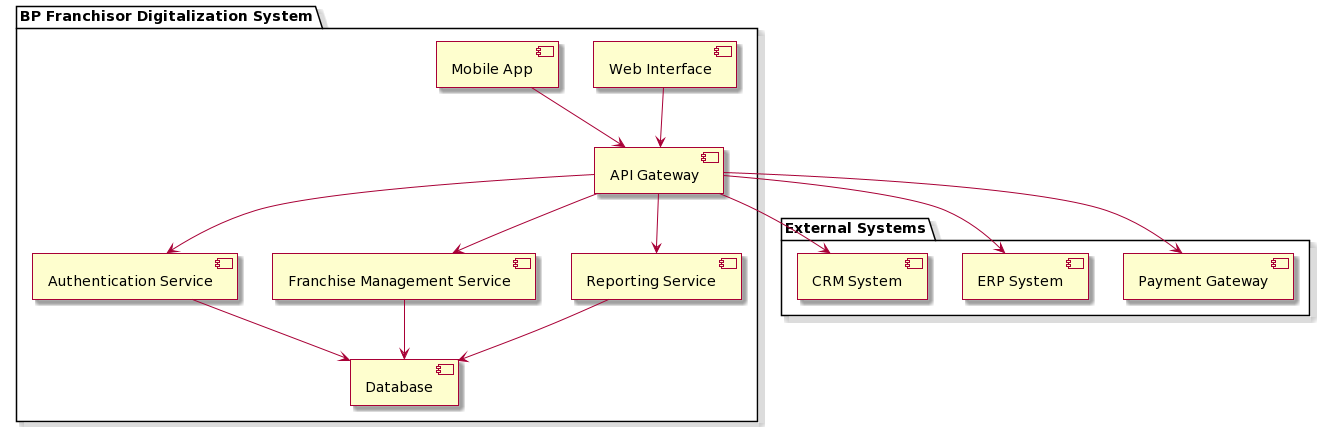 BP Franchisor Digitalization System
Mobile App
Web Interface
API Gateway
External Systems
Authentication Service
Franchise Management Service
Reporting Service
CRM System
ERP System
Payment Gateway
Database